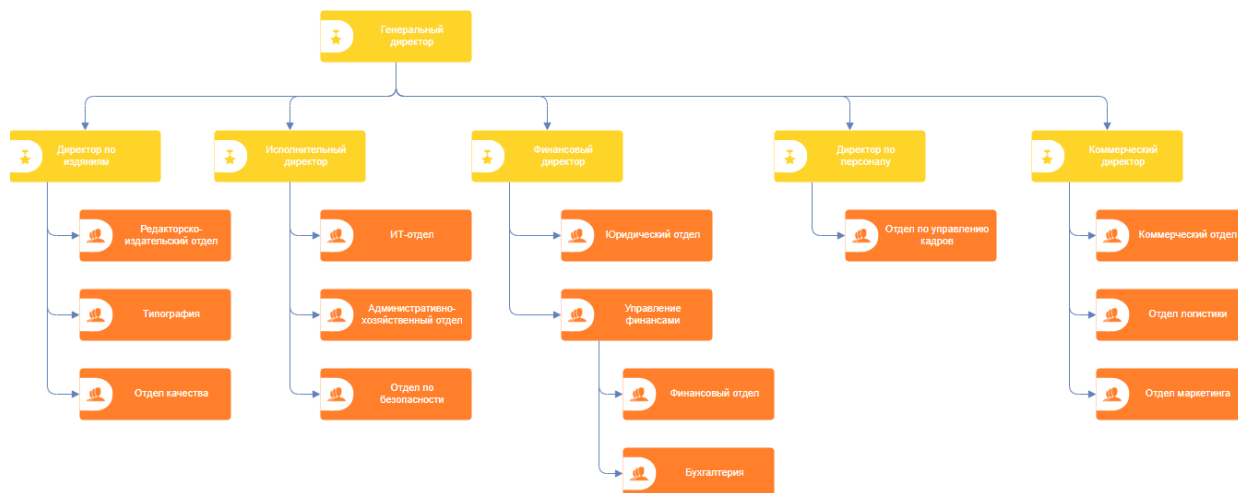 Генеральный
директор
Директор по
издяниям
Исполнительный
директор
Финансовый
директор
Директор по
персоналу
Коммерческий
директор
Редакторско-
издательский отдел
ИТ-отдел
Юридический отдел
Отдел по управлению
кадров
Коммерческий отдел
Типография
Административно-
хозяйственный отдел
Управление
финансами
Отдел логистики
Отдел качества
Отдел по
безопасности
Финансовый отдел
Отдел маркетинга
Бухгалтерия